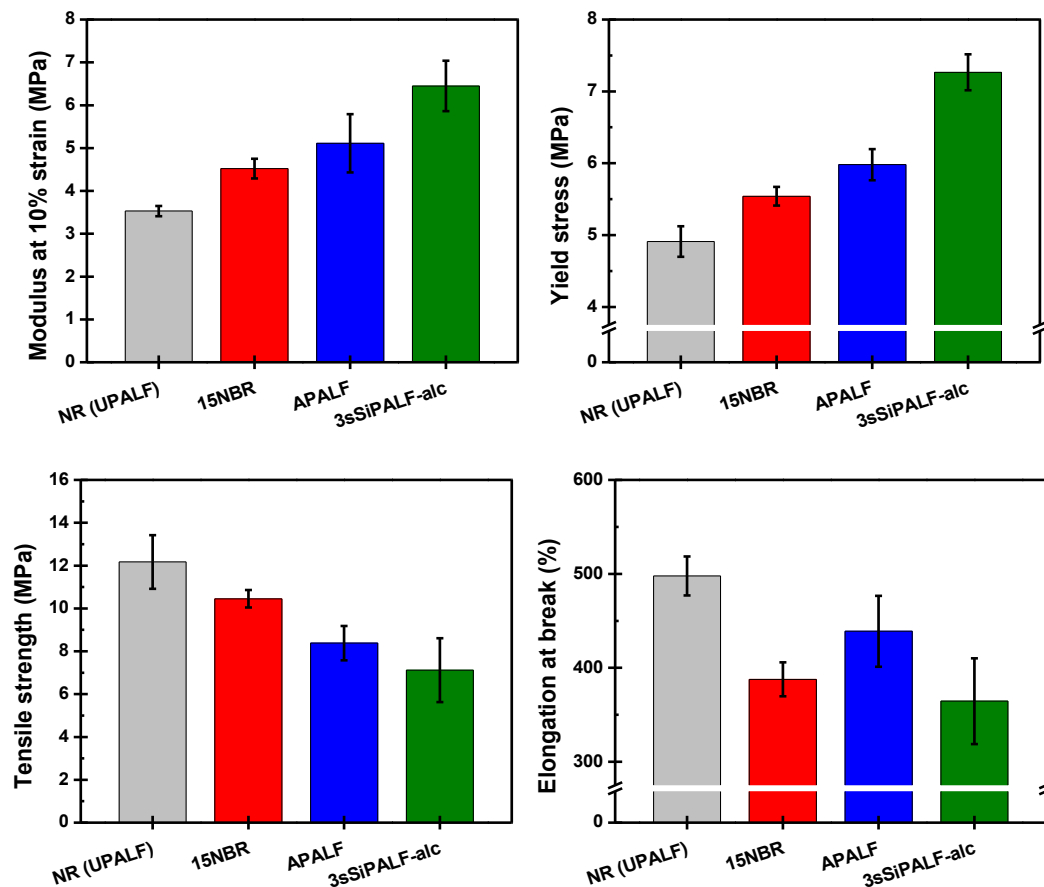 Modulus at 10% strain (MPa)
8
7
6
5
4
3
2
1
0
NR (UPALF)
15NBR
APALF
3sSiPALF-alc
Yield stress (MPa)
8
7
6
5
4
0
NR (UPALF)
15NBR
APALF
3sSiPALF-alc
Tensile strength (MPa)
16
14
12
10
8
6
4
2
0
NR (UPALF)
15NBR
APALF
3sSiPALF-alc
Elongation at break (%)
600
500
400
300
0
NR (UPALF)
15NBR
APALF
3sSiPALF-alc